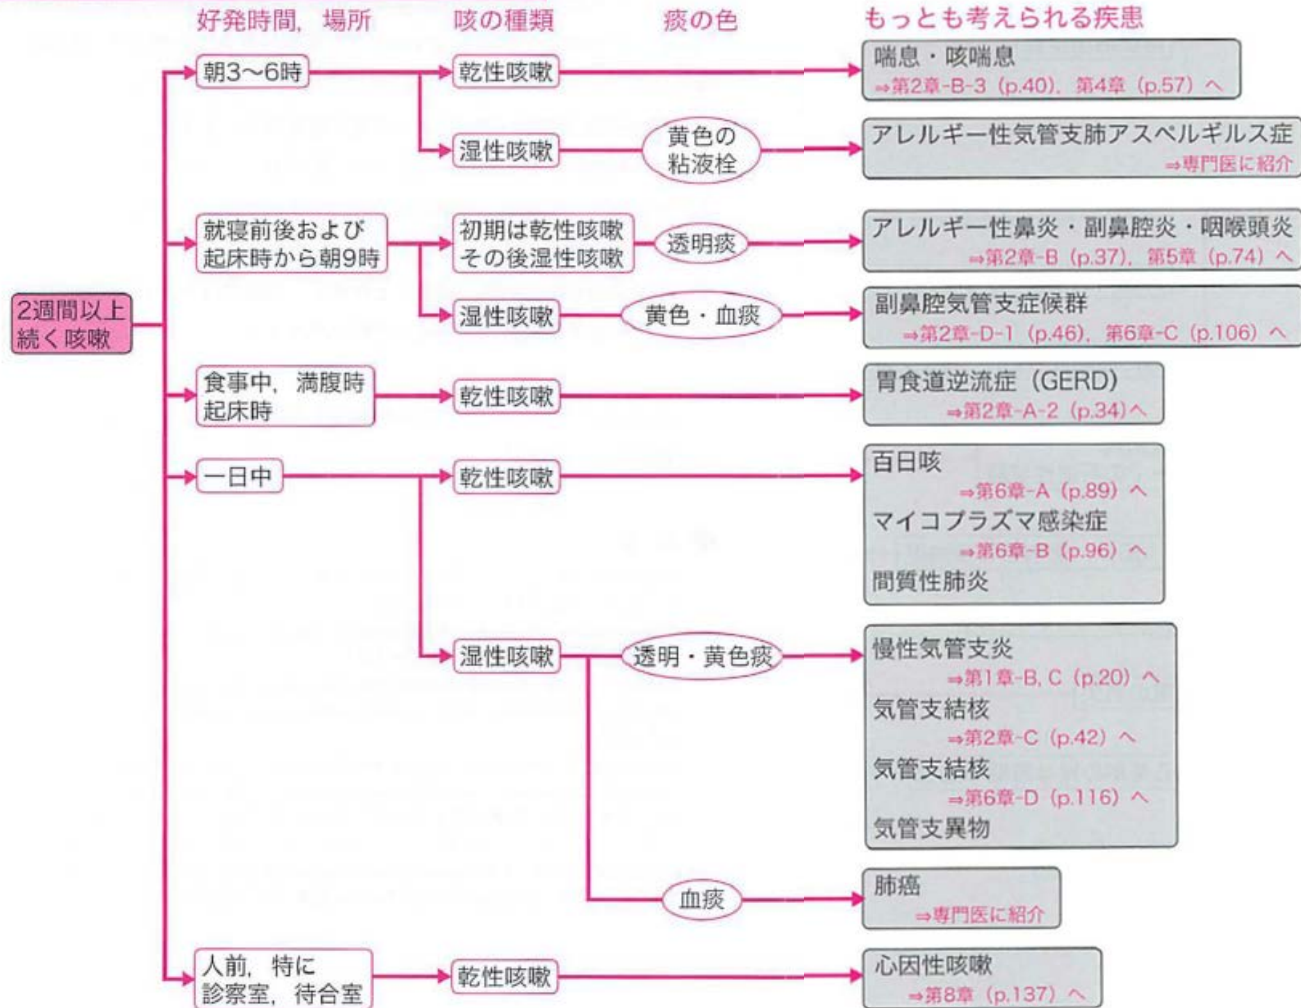 好発時間，場所 咳の種類 痰の色 もっとも考えられる疾患
朝3〜6時 乾性咳嗽 喘息・咳喘息
⇒第2章-B-3（p.40），第4章（p.57）へ
湿性咳嗽 黄色の
粘液栓
アレルギー性気管支肺アスペルギルス症
⇒専門医に紹介
就寝前後および
起床時から朝9時
初期は乾性咳嗽
その後湿性咳嗽
透明痰
アレルギー性鼻炎・副鼻腔炎・咽喉頭炎
⇒第2章-B（p.37），第5章（p.74）へ
2週間以上
続く咳嗽
湿性咳嗽 黄色・血痰 副鼻腔気管支症候群
⇒第2章-D-1（p.46），第6章-C（p.106）へ
食事中，満腹時
起床時
乾性咳嗽
胃食道逆流症（GERD）
⇒第2章-A-2（p.34）へ
一日中 乾性咳嗽 百日咳
⇒第6章-A（p.89）へ
マイコプラズマ感染症
⇒第6章-B（p.96）へ
間質性肺炎
湿性咳嗽 透明・黄色痰 慢性気管支炎
⇒第1章-B, C（p.20）へ
気管支結核
⇒第2章-C（p.42）へ
気管支結核
⇒第6章-D（p.116）へ
気管支異物
血痰 肺癌
⇒専門医に紹介
人前，特に
診察室，待合室
乾性咳嗽
心因性咳嗽
⇒第8章（p.137）へ